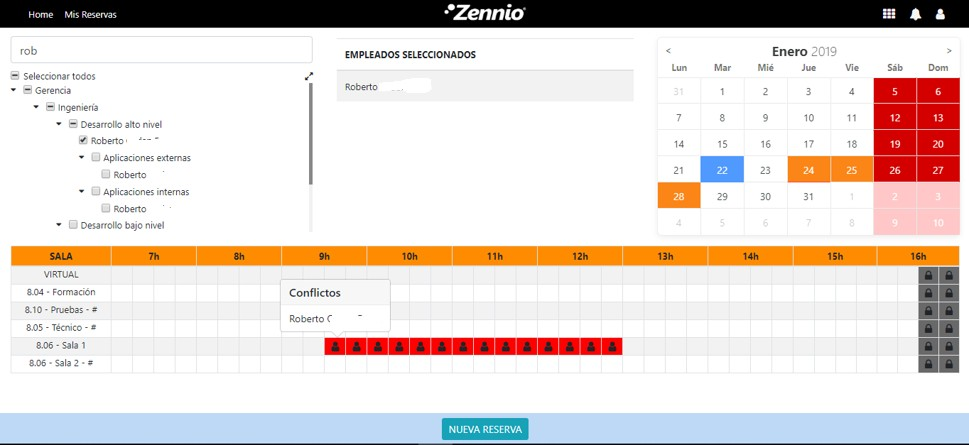 Home Mis Reservas
Zennio
rob
Seleccionar todos
Gerencia
Ingeniería
Desarrollo alto nivel
Roberto
Aplicaciones externas
Roberto
Aplicaciones internas
Roberto
Desarrollo bajo nivel
EMPLEADOS SELECCIONADOS
Roberto
< Enero 2019 >
Lun Mar Mié Jue Vie Sáb Dom
31 1 2 3 4 5 6
7 8 9 10 11 12 13
14 15 16 17 18 19 20
21 22 23 24 25 26 27
28 29 30 31 1 2 3
4 5 6 7 8 9 10
SALA 7h 8h 9h 10h 11h 12h 13h 14h 15h 16h
VIRTUAL
8.04 - Formación
8.10 - Pruebas - #
8.05 - Técnico - #
8.06 - Sala 1
8.06 - Sala 2 - #
Conflictos
Roberto
NUEVA RESERVA